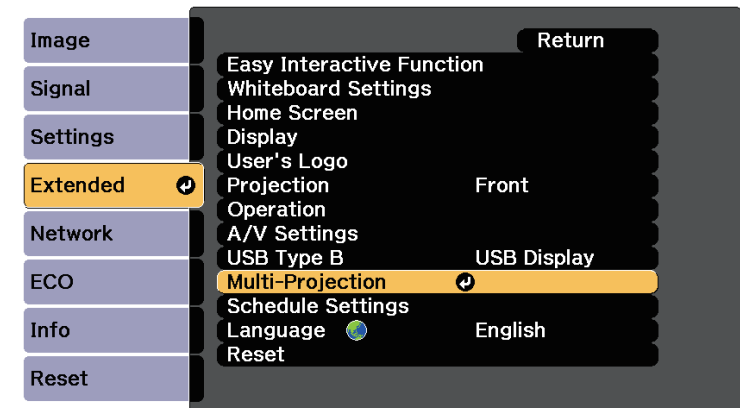 Image
Signal
Settings
Extended
Network
ECO
Info
Reset
Return
Easy Interactive Function
Whiteboard Settings
Home Screen
Display
User's Logo
Projection Front
Operation
A/V Settings
USB Type B USB Display
Multi-Projection
Schedule Settings
Language English
Reset